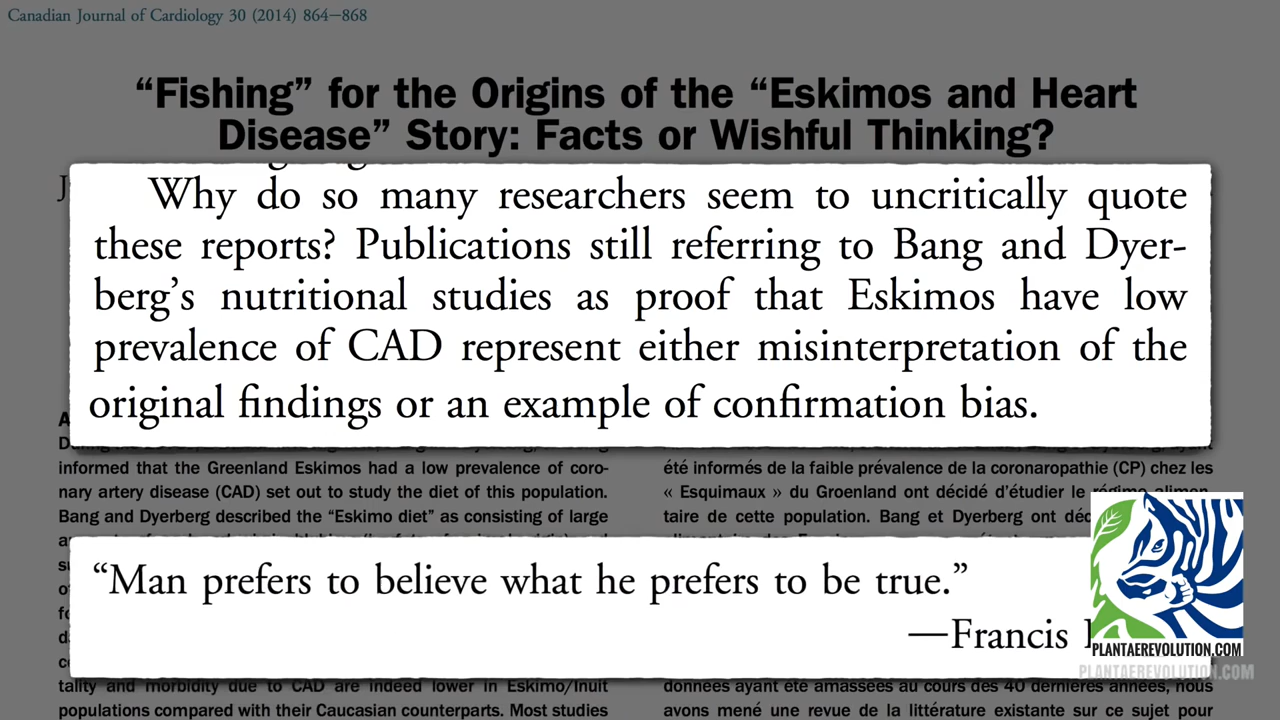 Canadian Journal of Cardiology 30 (2014) 864–868
“Fishing” for the Origins of the “Eskimos and Heart
Disease” Story: Facts or Wishful Thinking?
Why do so many researchers seem to uncritically quote
these reports? Publications still referring to Bang and Dyer-
berg’s nutritional studies as proof that Eskimos have low
prevalence of CAD represent either misinterpretation of the
original findings or an example of confirmation bias.
informed that the Greenland Eskimos had a low prevalence of coro-
nary artery disease (CAD) set out to study the diet of this population.
Bang and Dyerberg described the “Eskimo diet” as consisting of large
été informés de la faible prévalence de la coronaropathie (CP) chez les
« Esquimaux » du Groenland ont décidé d’étudier le régime alimen-
taire de cette population. Bang et Dyerberg ont
“Man prefers to believe what he prefers to be true.”
—Francis
tality and morbidity due to CAD are indeed lower in Eskimo/Inuit
populations compared with their Caucasian counterparts. Most studies
données ayant été amassées au cours des 40 dernières années, nous
avons mené une revue de la littérature existante sur ce sujet pour
PLANTAEREVOLUTION.COM
PLANTAEREVOLUTION.COM